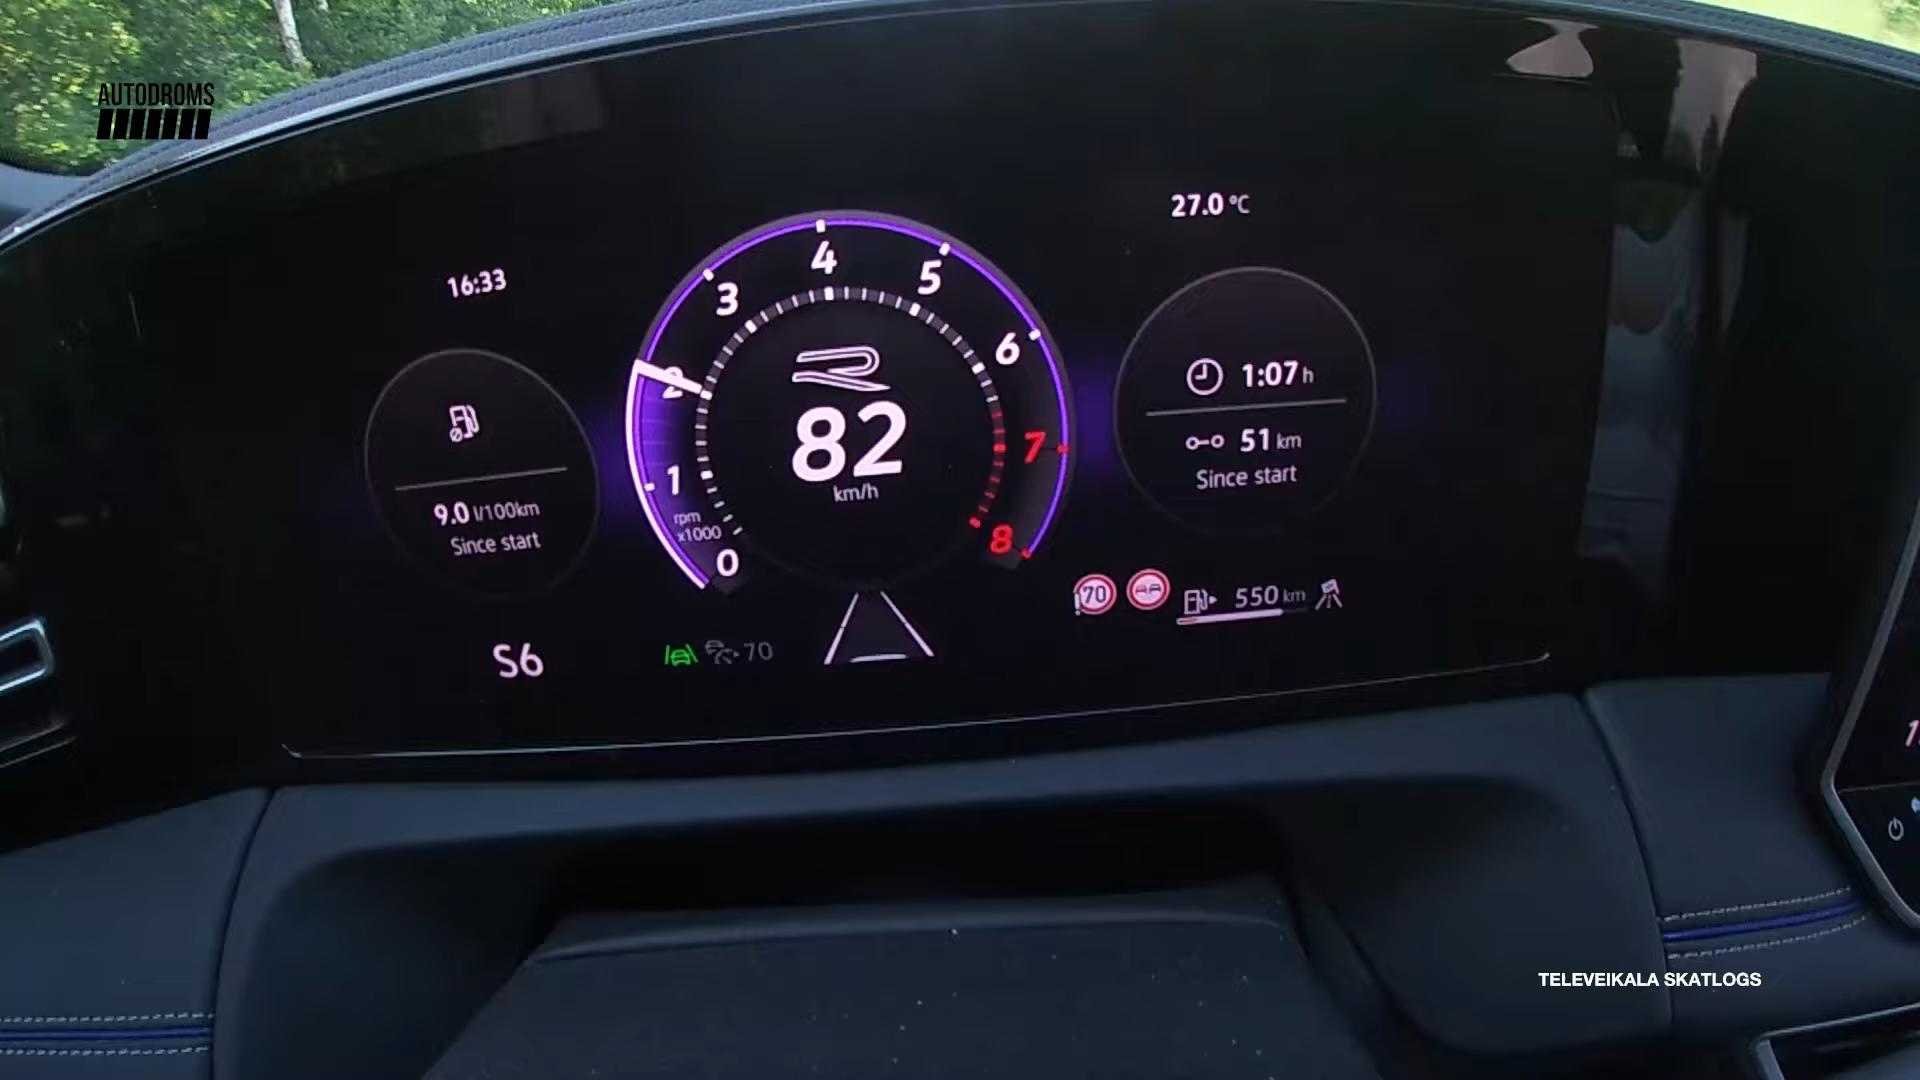 AUTODROMS
27.0 °C
16:33
9.0 l/100km
Since start
0
1
2
3
4
5
6
7
8
rpm
x1000
R
82
km/h
1:07 h
51 km
Since start
70
550 km
S6
70
TELEVEIKALA SKATLOGS